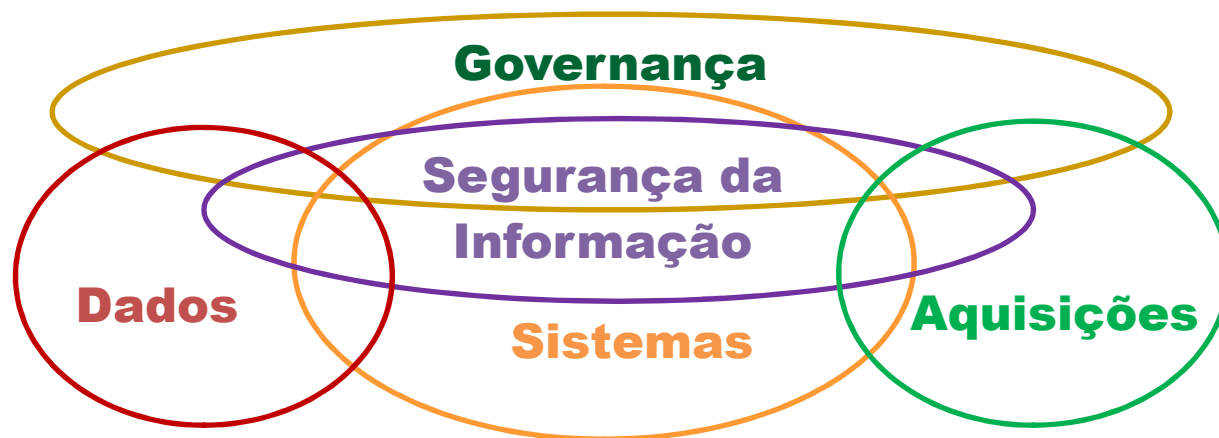 Governança
Segurança da
Informação
Dados
Sistemas
Aquisições